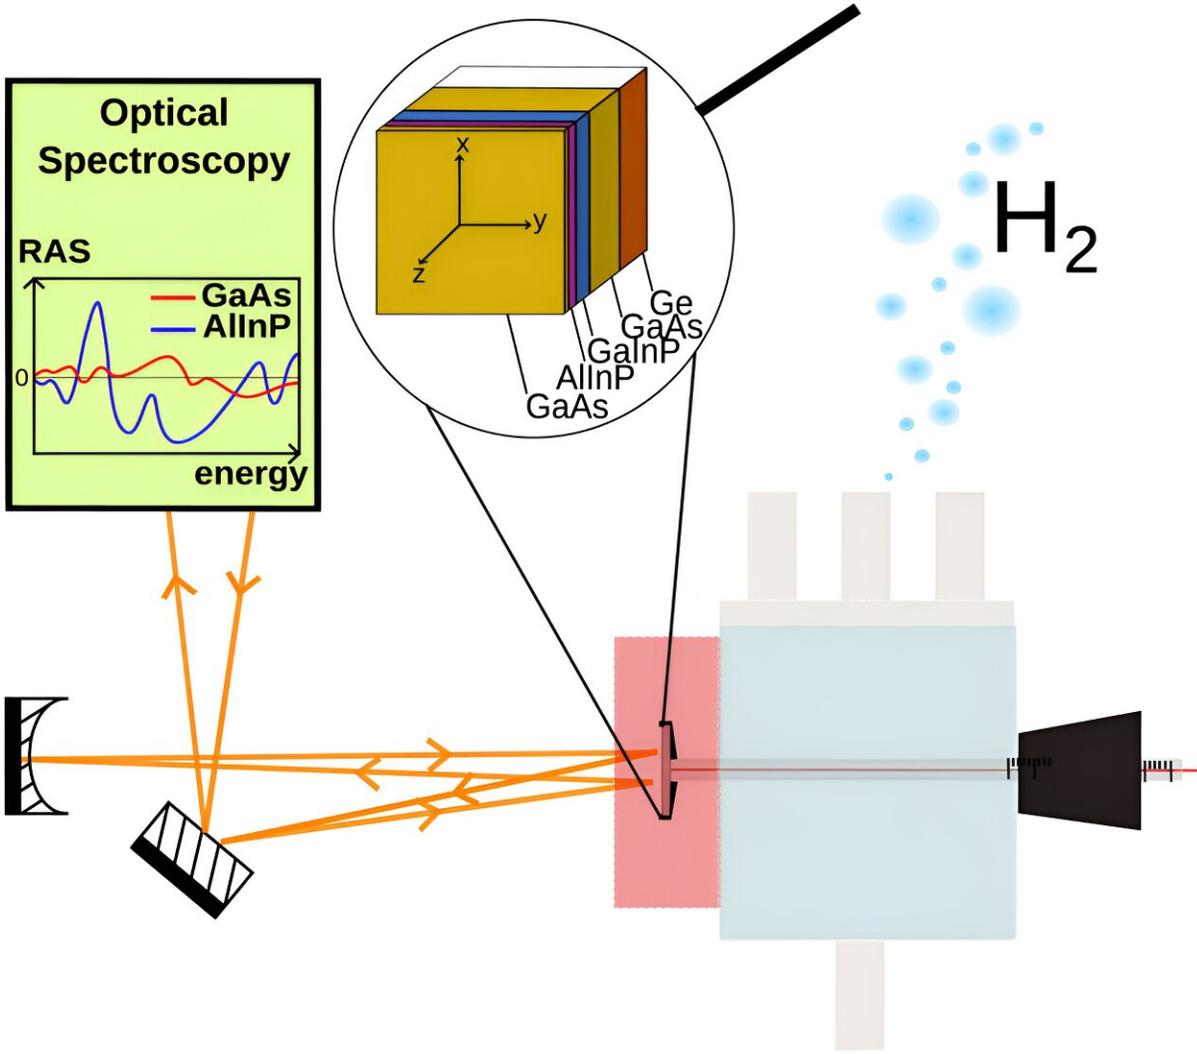 Optical
Spectroscopy
RAS
GaAs
AlInP
0
energy
x
y
z
Ge
GaAs
GaInP
AlInP
GaAs
H₂